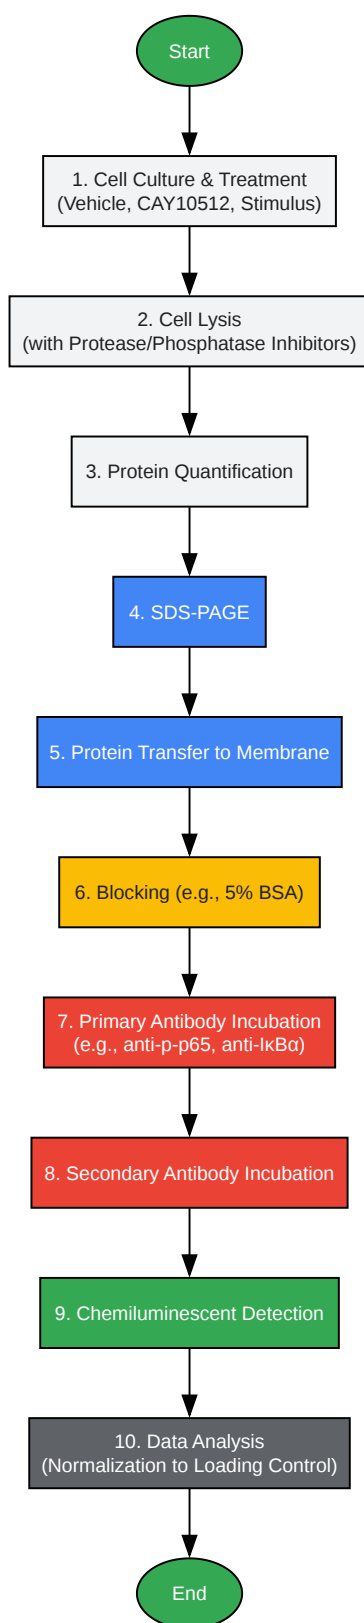 Start
1. Cell Culture & Treatment
(Vehicle, CAY10512, Stimulus)
2. Cell Lysis
(with Protease/Phosphatase Inhibitors)
3. Protein Quantification
4. SDS-PAGE
5. Protein Transfer to Membrane
6. Blocking (e.g., 5% BSA)
7. Primary Antibody Incubation
(e.g., anti-p-p65, anti-IκBα)
8. Secondary Antibody Incubation
9. Chemiluminescent Detection
10. Data Analysis
(Normalization to Loading Control)
End